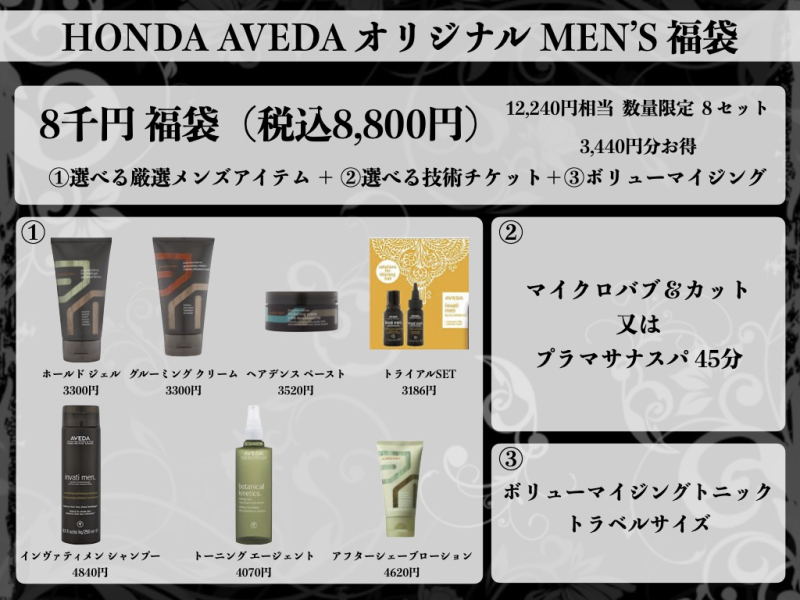 HONDA AVEDA オリジナル MEN'S 福袋
8千円 福袋（税込8,800円）
12,240円相当 数量限定 8セット
3,440円分お得
①選べる厳選メンズアイテム + ②選べる技術チケット+③ボリューマイジング
①
ホールド ジェル
3300円
グルーミング クリーム
3300円
ヘアデンス ペースト
3520円
AVEDA
invati
men
トライアルSET
3186円
AVEDA
invati men.
インヴァティメン シャンプー
4840円
AVEDA
botanical
kinetics.
トーニング エージェント
4070円
アフターシェーブローション
4620円
②
マイクロバブ＆カット
又は
プラマサナスパ 45分
③
ボリューマイジングトニック
トラベルサイズ